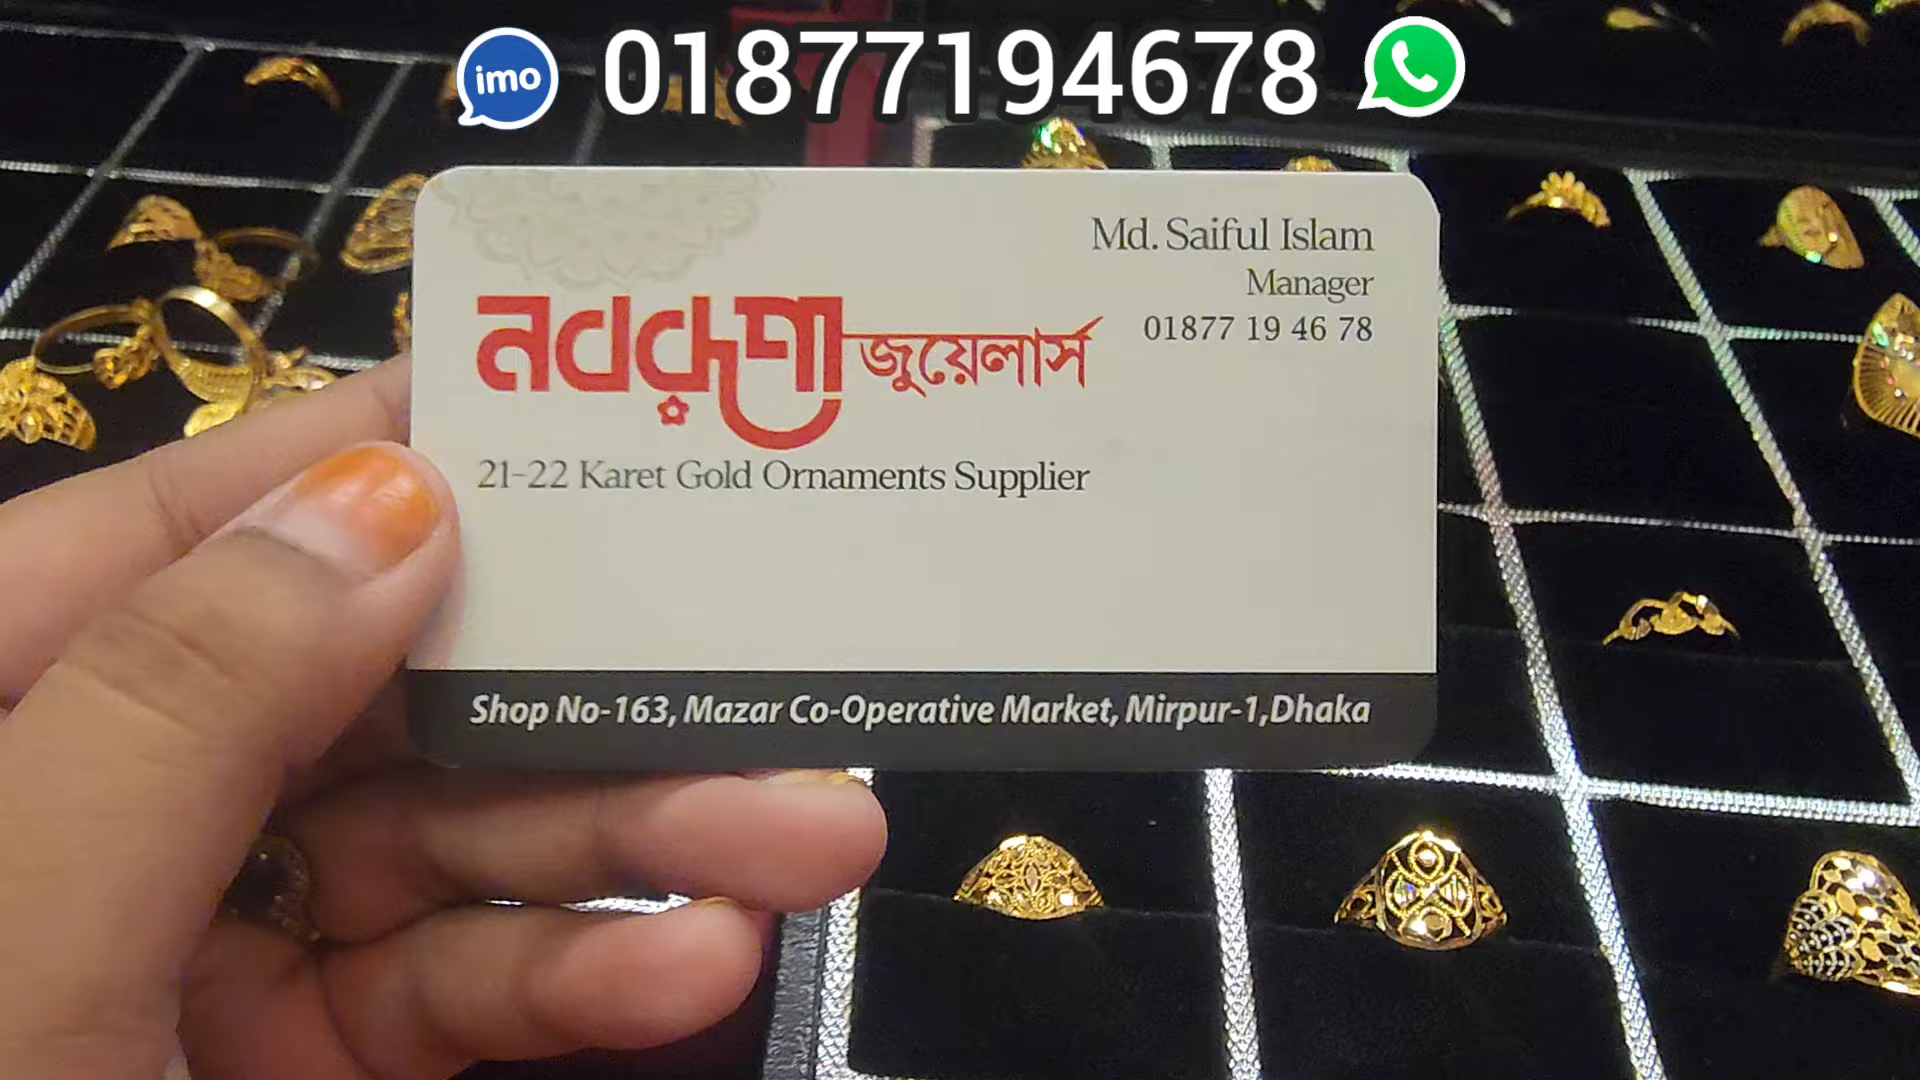 imo 01877194678
Md. Saiful Islam
Manager
01877 19 46 78
নবরূপা জুয়েলার্স
21-22 Karet Gold Ornaments Supplier
Shop No-163, Mazar Co-Operative Market, Mirpur-1,Dhaka